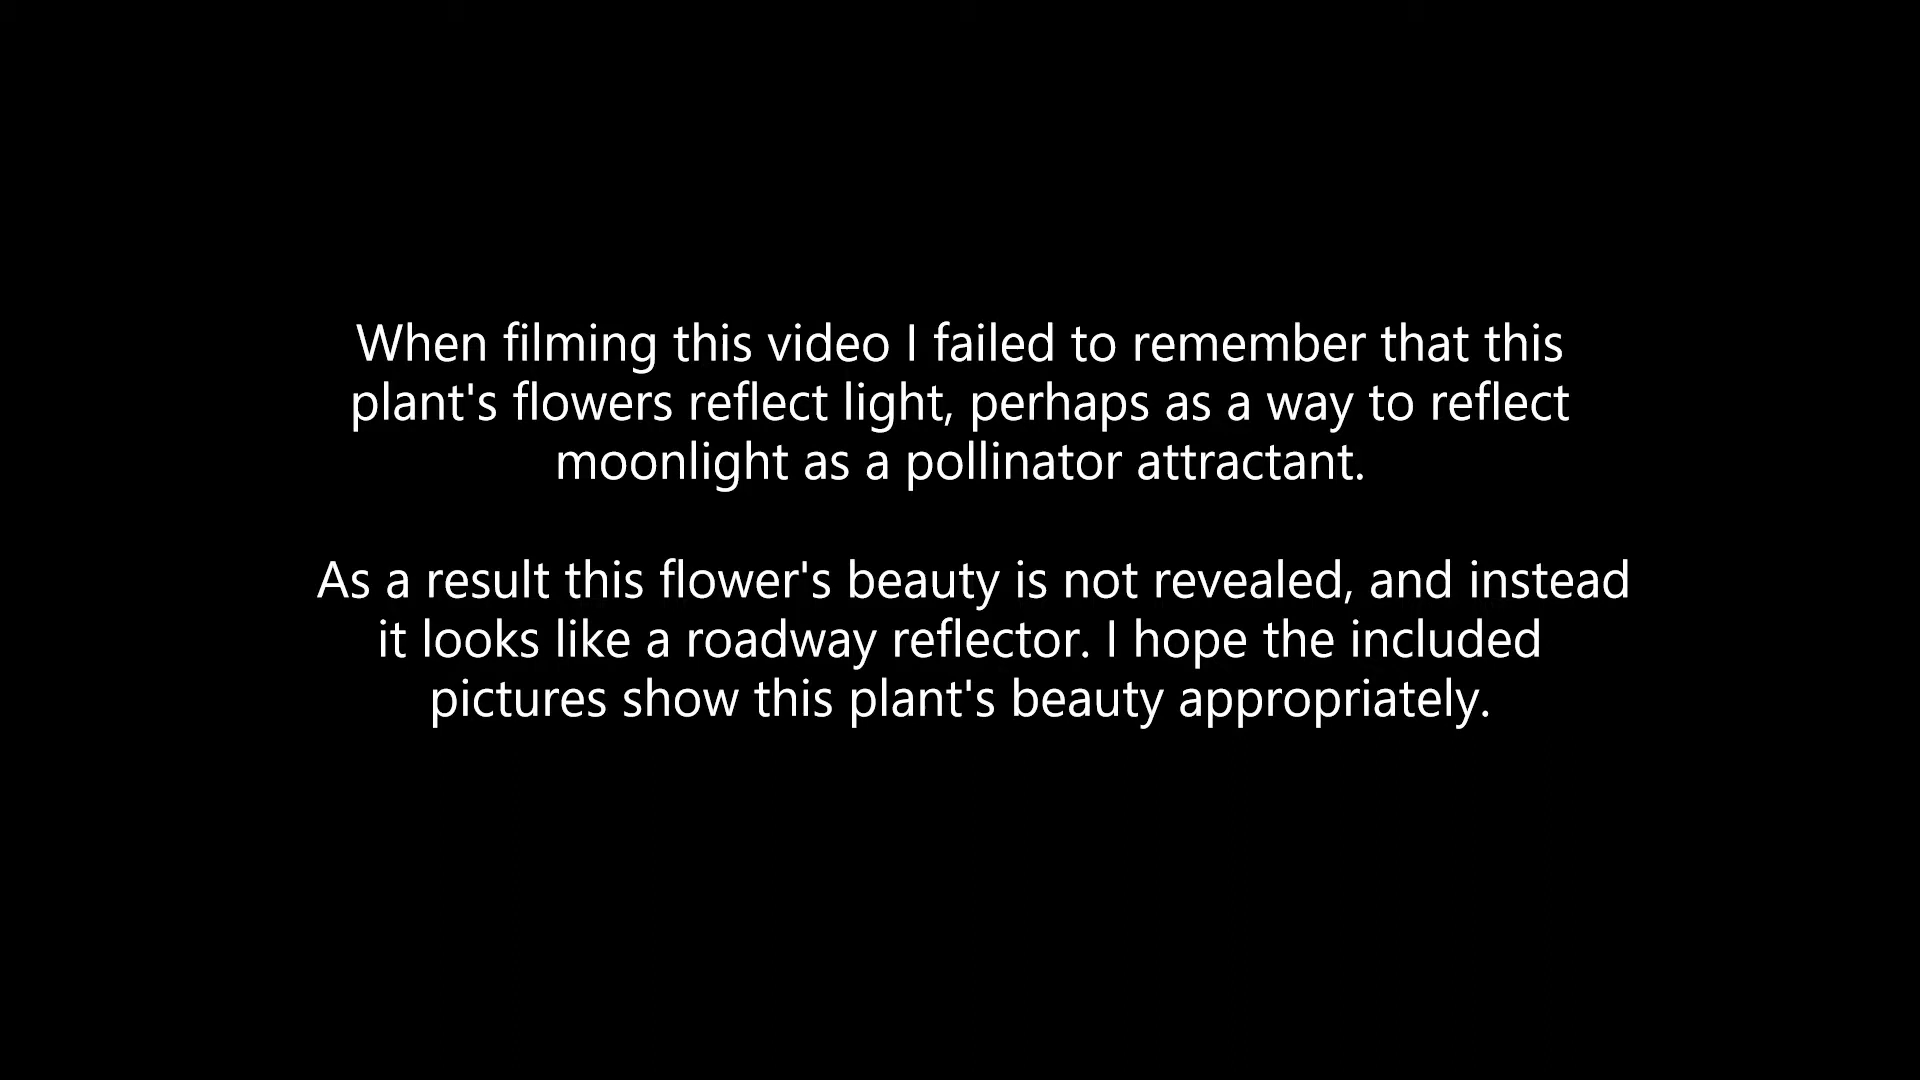 When filming this video I failed to remember that this
plant's flowers reflect light, perhaps as a way to reflect
moonlight as a pollinator attractant.
As a result this flower's beauty is not revealed, and instead
it looks like a roadway reflector. I hope the included
pictures show this plant's beauty appropriately.